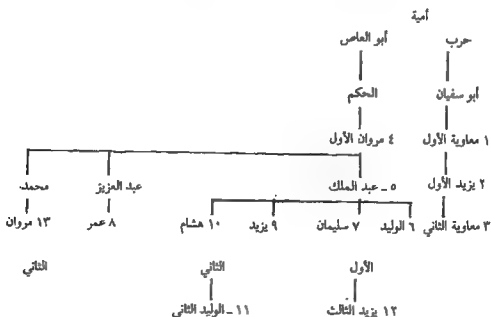 أمية
حرب أبو العاص
أبو سفيان الحكم
١ معاوية الأول ٤ مروان الأول
٢ يزيد الأول ٥ ـ عبد الملك عبد العزيز محمد
٣ معاوية الثاني ٦ الوليد ٧ سليمان ٩ يزيد ١٠ هشام ٨ عمر ١٣ مروان
الأول الثاني الثاني
١٢ يزيد الثالث ١١ ـ الوليد الثاني